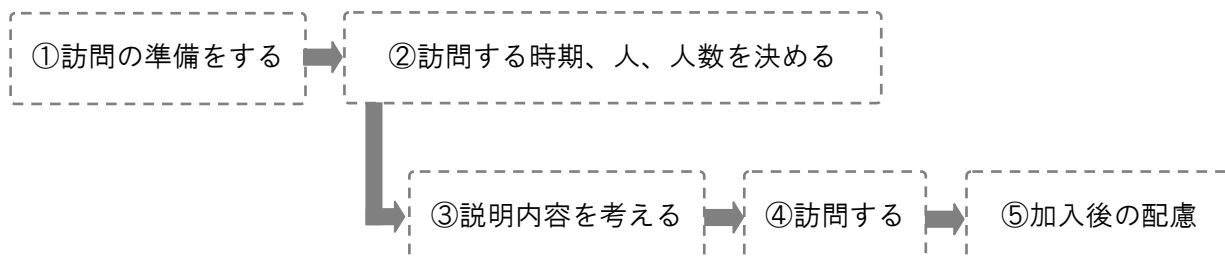 ①訪問の準備をする
②訪問する時期、人、人数を決める
③説明内容を考える
④訪問する
⑤加入後の配慮